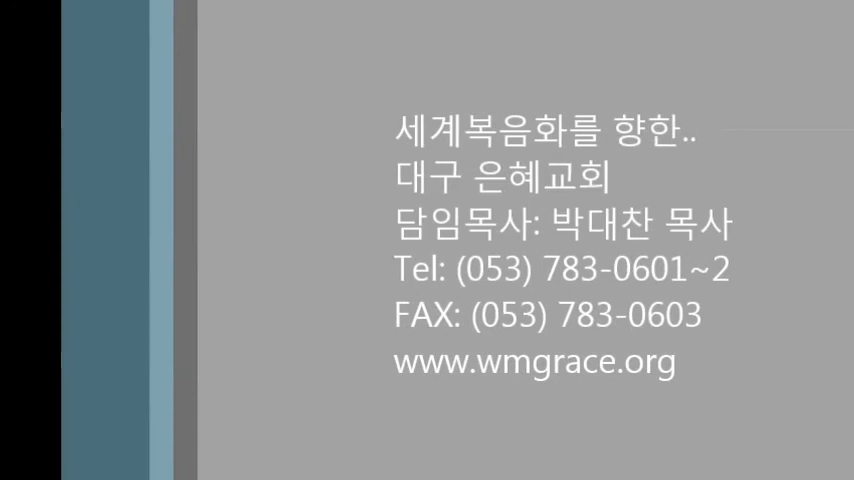 세계복음화를 향한..
대구 은혜교회
담임목사: 박대찬 목사
Tel: (053) 783-0601~2
FAX: (053) 783-0603
www.wmgrace.org